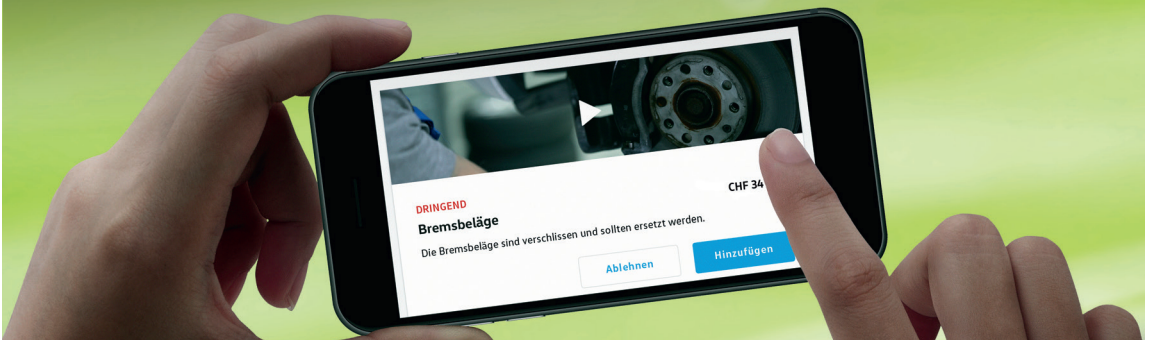 DRINGEND
Bremsbeläge
CHF 34
Die Bremsbeläge sind verschlissen und sollten ersetzt werden.
Ablehnen
Hinzufügen